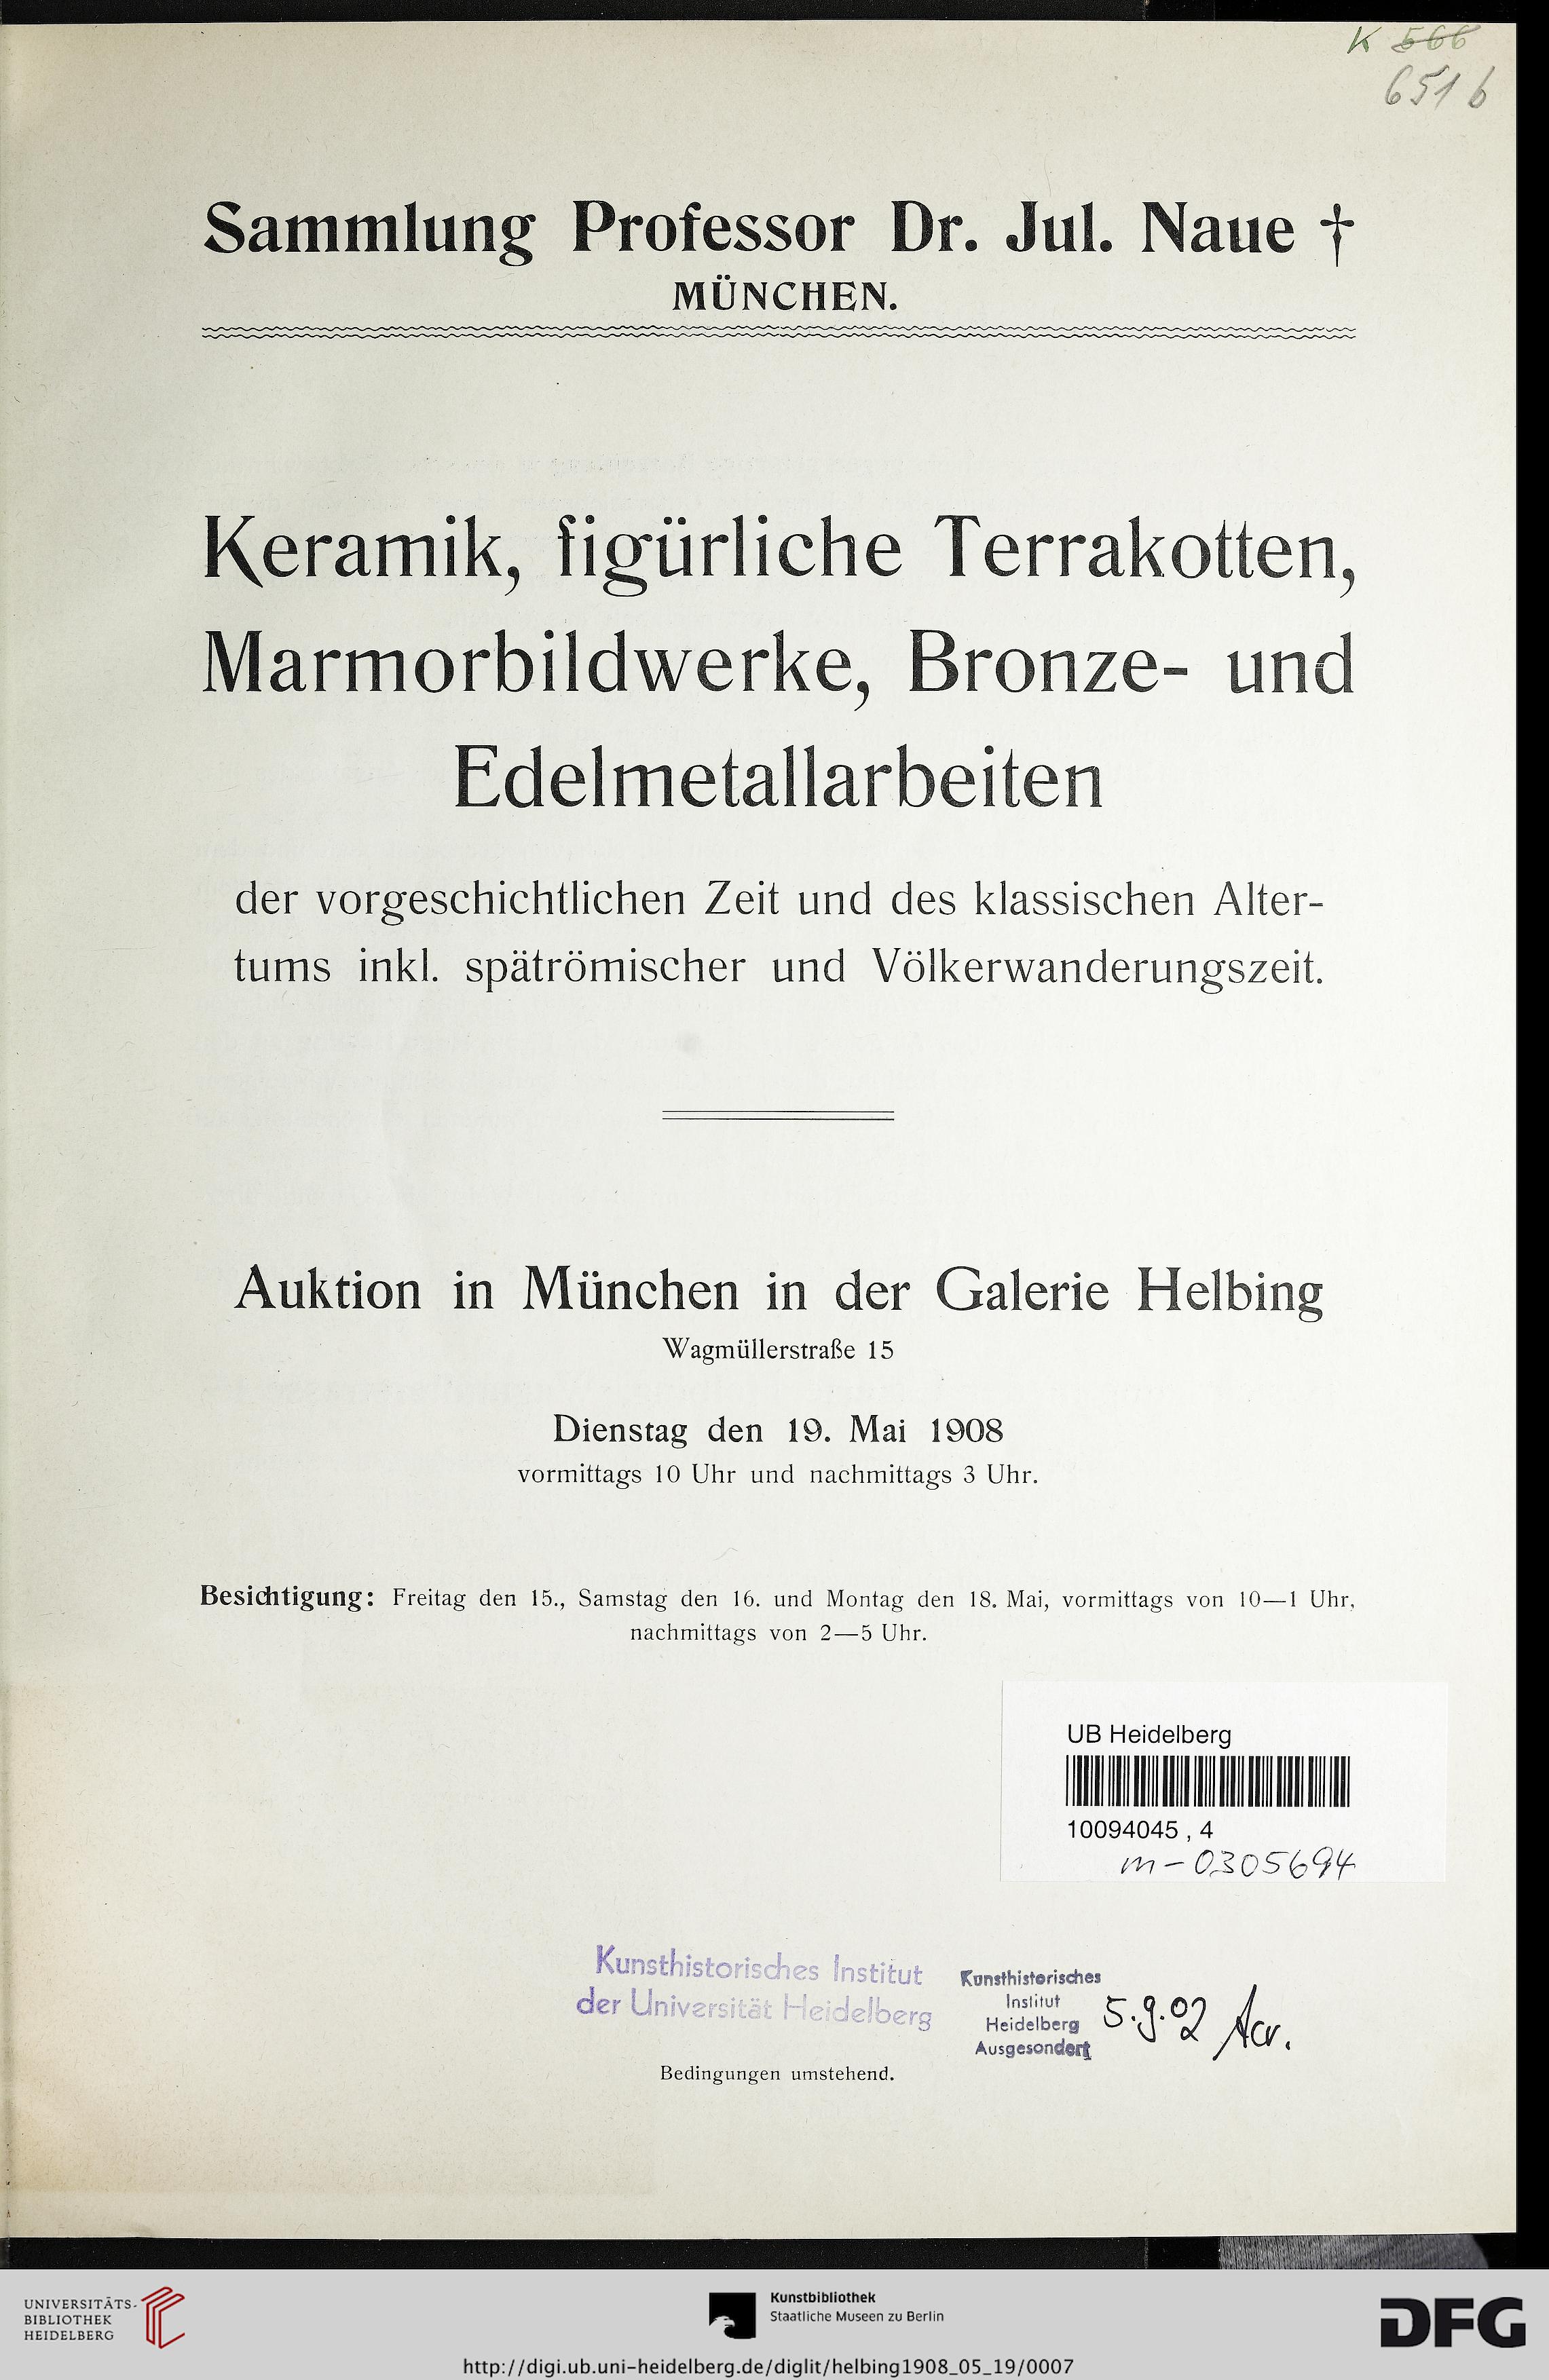 K 566
651 b
Sammlung Professor Dr. Jul. Naue †
MÜNCHEN.
Keramik, figürliche Terrakotten,
Marmorbildwerke, Bronze- und
Edelmetallarbeiten
der vorgeschichtlichen Zeit und des klassischen Alter-
tums inkl. spätrömischer und Völkerwanderungszeit.
Auktion in München in der Galerie Helbing
Wagmüllerstraße 15
Dienstag den 19. Mai 1908
vormittags 10 Uhr und nachmittags 3 Uhr.
Besichtigung: Freitag den 15., Samstag den 16. und Montag den 18. Mai, vormittags von 10—1 Uhr,
nachmittags von 2—5 Uhr.
UB Heidelberg
10094045 , 4
m-0305694
Kunsthistorisches Institut
der Universität Heidelberg
Kunsthistorisches
Institut
Heidelberg
Ausgesondert
5.9.02
Bedingungen umstehend.
UNIVERSITÄTS-
BIBLIOTHEK
HEIDELBERG
Kunstbibliothek
Staatliche Museen zu Berlin
DFG
http://digi.ub.uni-heidelberg.de/diglit/helbing1908_05_19/0007